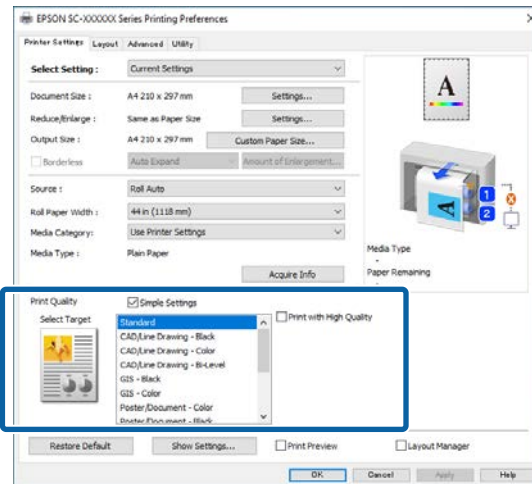 EPSON SC-XXXXXX Series Printing Preferences
Printer Settings Layout Advanced Utility
Select Setting : Current Settings
Document Size : A4 210 x 297 mm Settings...
Reduce/Enlarge : Same as Paper Size Settings...
Output Size : A4 210 x 297 mm Custom Paper Size...
Borderless Auto Expand Amount of Enlargement...
Source : Roll Auto
Roll Paper Width : 44 in (1118 mm)
Media Category: Use Printer Settings
Media Type : Plain Paper
Acquire Info
A
A
1
2
Media Type
-
Paper Remaining
-
Print Quality Simple Settings
Select Target
Standard
CAD/Line Drawing - Black
CAD/Line Drawing - Color
CAD/Line Drawing - Bi-Level
GIS - Black
GIS - Color
Poster/Document - Color
Poster/Document - Black
Print with High Quality
Restore Default Show Settings... Print Preview Layout Manager
OK Cancel Apply Help